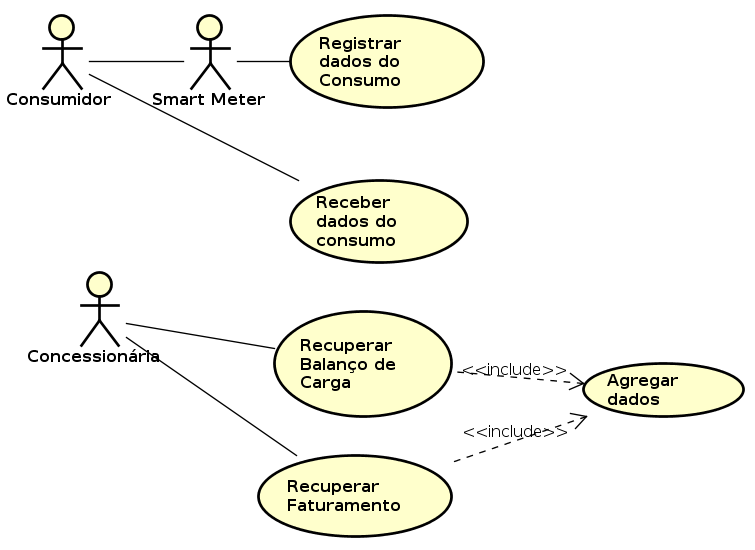 Registrar
dados do
Consumo
Consumidor
Smart Meter
Receber
dados do
consumo
Concessionária
Recuperar
Balanço de
Carga
<<include>>
Agregar
dados
<<include>>
Recuperar
Faturamento